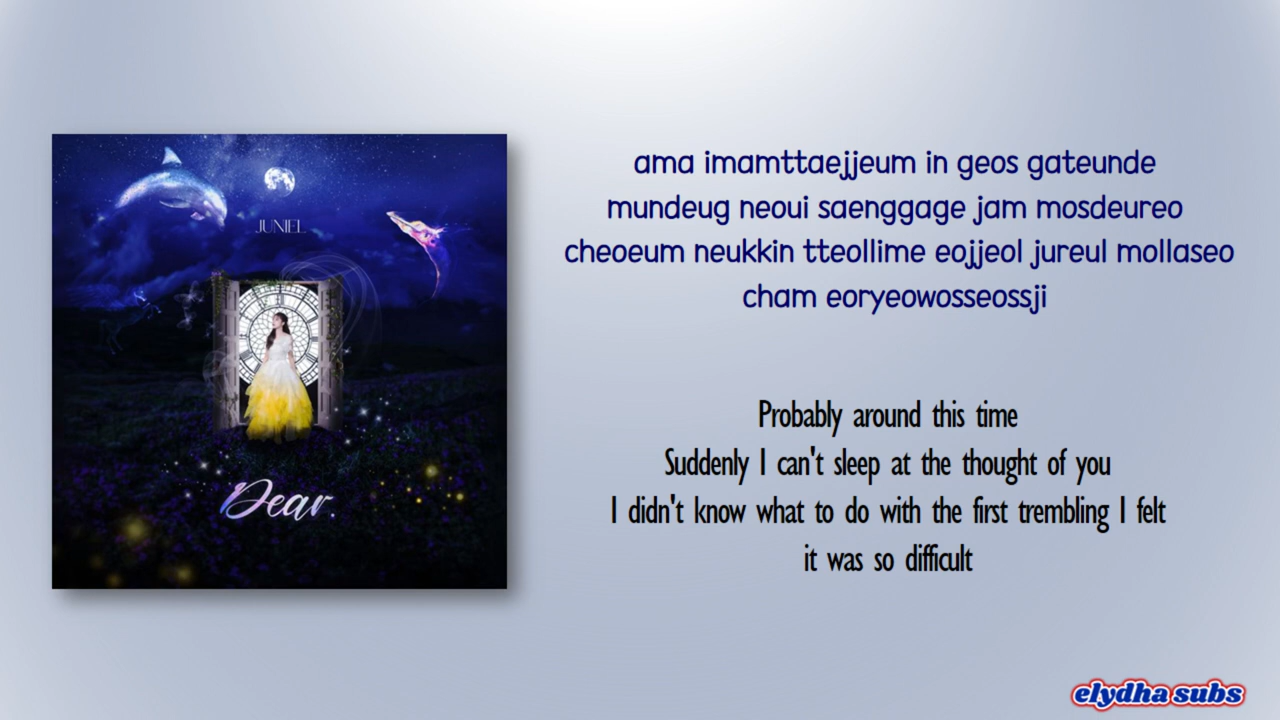 JUNIEL
Dear.
ama imamttaejjeum in geos gateunde
mundeug neoui saenggage jam mosdeureo
cheoeum neukkin tteollime eojjeol jureul mollaseo
cham eoryeowosseossji
Probably around this time
Suddenly I can't sleep at the thought of you
I didn't know what to do with the first trembling I felt
it was so difficult
elydha subs